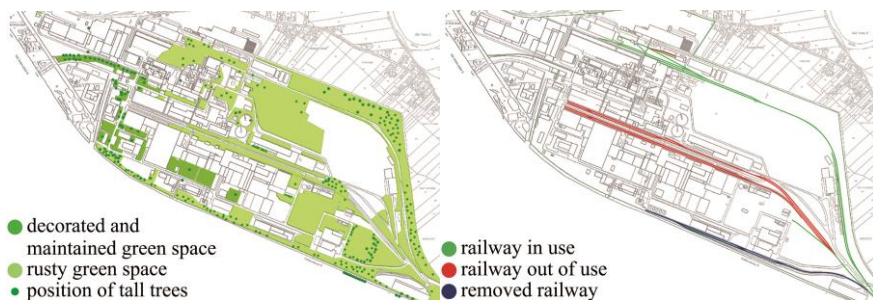 decorated and
maintained green space
rusty green space
position of tall trees
railway in use
railway out of use
removed railway